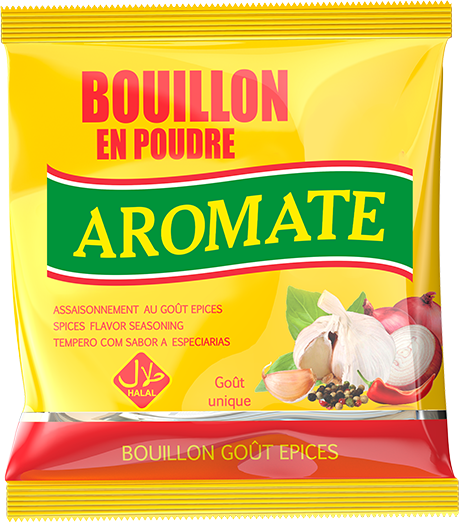 BOUILLON
EN POUDRE
AROMATE
ASSAISONNEMENT AU GOÛT EPICES
SPICES FLAVOR SEASONING
TEMPERO COM SABOR A ESPECIARIAS
حلال
HALAL
Goût
unique
BOUILLON GOÛT EPICES